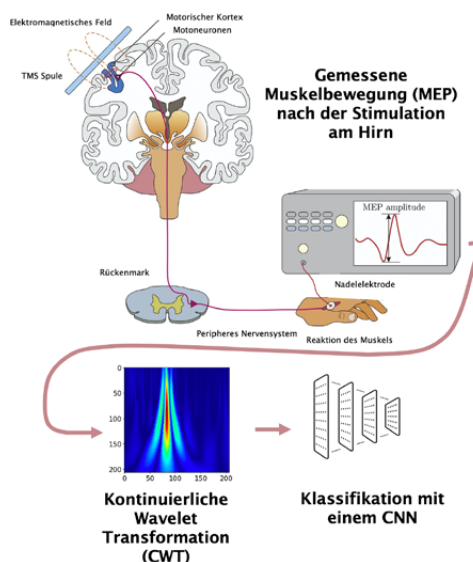 Elektromagnetisches Feld
Motorischer Kortex
Motoneuronen
TMS Spule
Gemessene
Muskelbewegung (MEP)
nach der Stimulation
am Hirn
MEP amplitude
Rückenmark
Nadelelektrode
Peripheres Nervensystem
Reaktion des Muskels
0
50
100
150
200
0 50 100 150 200
Kontinuierliche
Wavelet
Transformation
(CWT)
Klassifikation mit
einem CNN